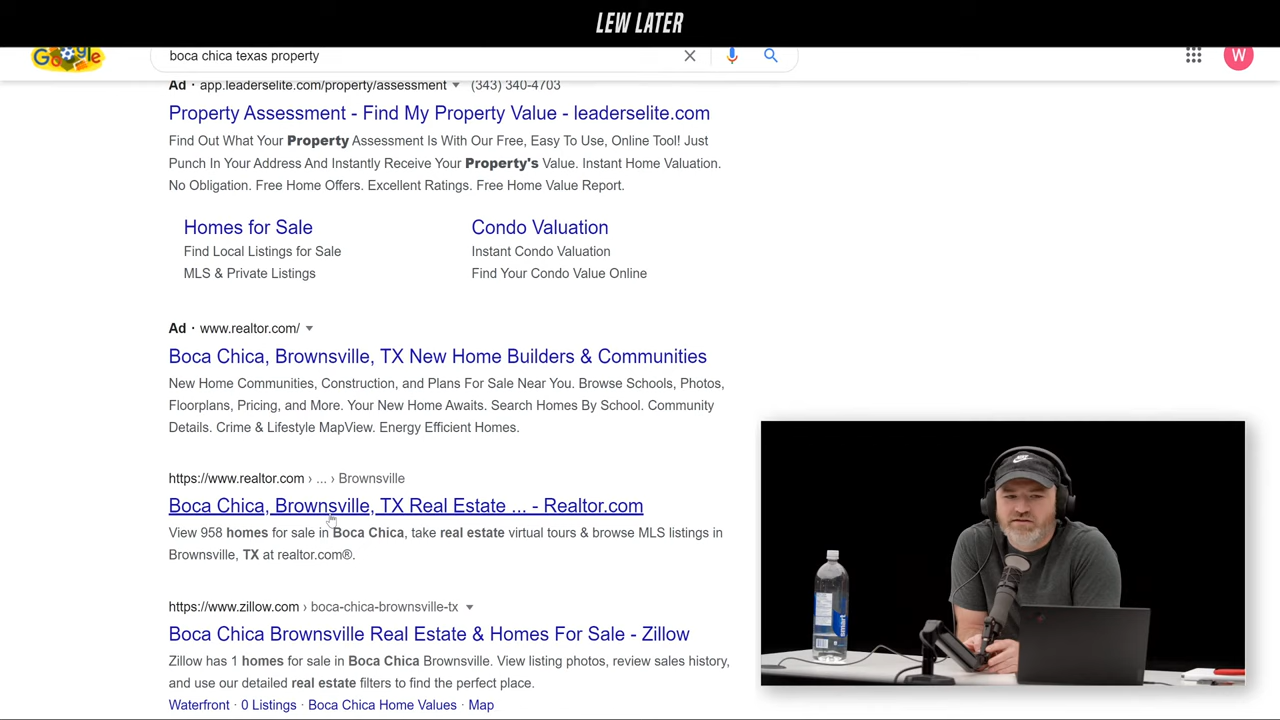 LEW LATER
Google
boca chica texas property
W
Ad · app.leaderselite.com/property/assessment (343) 340-4703
Property Assessment - Find My Property Value - leaderselite.com
Find Out What Your Property Assessment Is With Our Free, Easy To Use, Online Tool! Just
Punch In Your Address And Instantly Receive Your Property's Value. Instant Home Valuation.
No Obligation. Free Home Offers. Excellent Ratings. Free Home Value Report.
Homes for Sale
Find Local Listings for Sale
MLS & Private Listings
Condo Valuation
Instant Condo Valuation
Find Your Condo Value Online
Ad · www.realtor.com/
Boca Chica, Brownsville, TX New Home Builders & Communities
New Home Communities, Construction, and Plans For Sale Near You. Browse Schools, Photos,
Floorplans, Pricing, and More. Your New Home Awaits. Search Homes By School. Community
Details. Crime & Lifestyle MapView. Energy Efficient Homes.
https://www.realtor.com › ... › Brownsville
Boca Chica, Brownsville, TX Real Estate ... - Realtor.com
View 958 homes for sale in Boca Chica, take real estate virtual tours & browse MLS listings in
Brownsville, TX at realtor.com®.
https://www.zillow.com › boca-chica-brownsville-tx
Boca Chica Brownsville Real Estate & Homes For Sale - Zillow
Zillow has 1 homes for sale in Boca Chica Brownsville. View listing photos, review sales history,
and use our detailed real estate filters to find the perfect place.
Waterfront · 0 Listings · Boca Chica Home Values · Map
smart